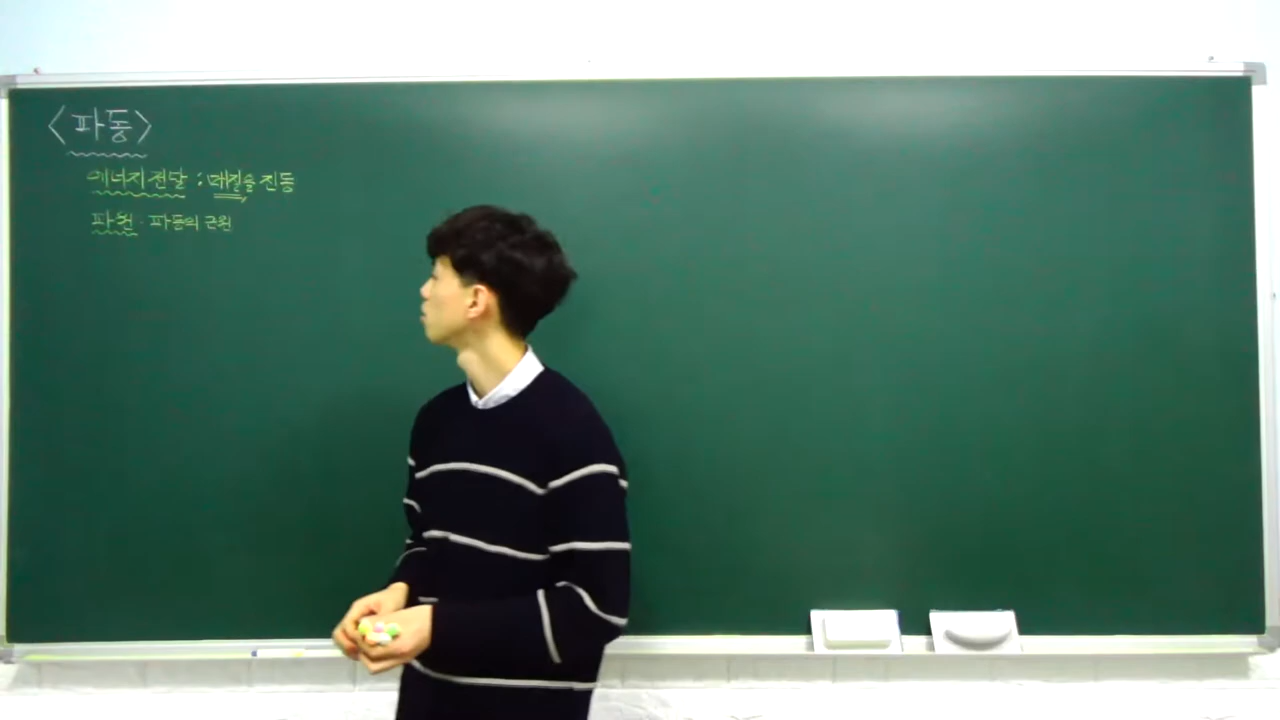 <파동>
에너지 전달 : 매질을 진동
파원 : 파동의 근원